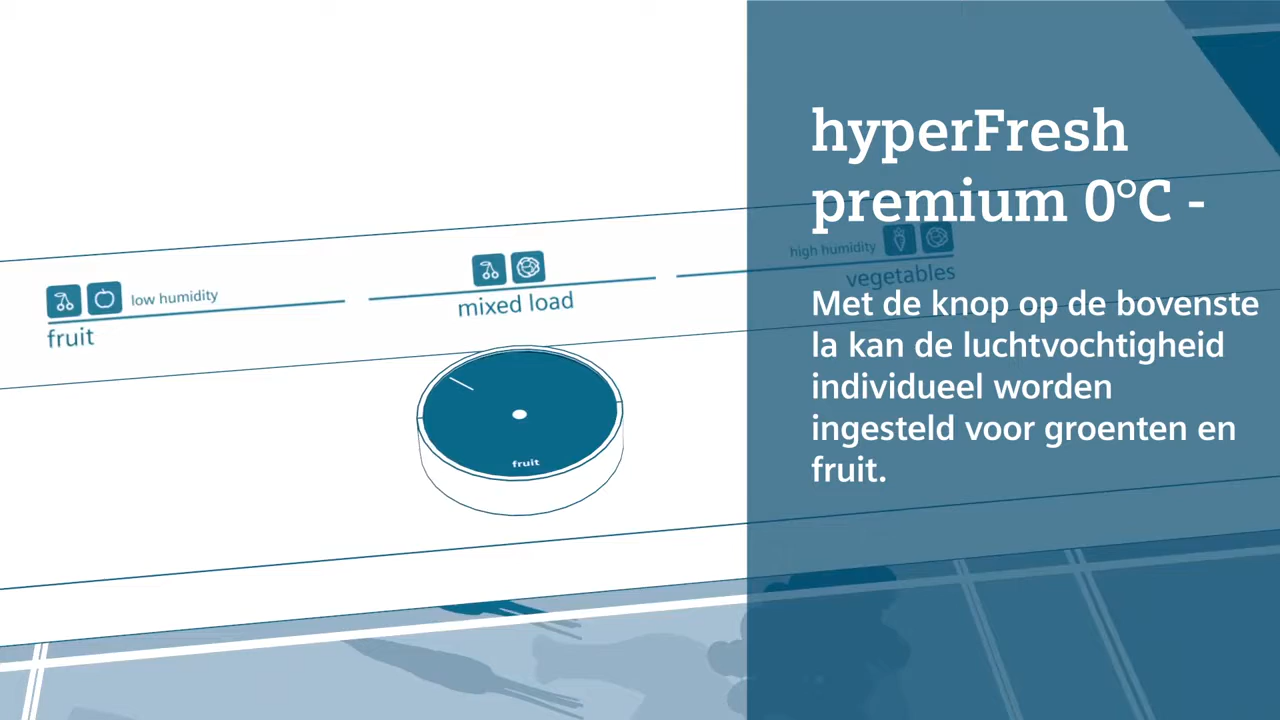 hyperFresh
premium 0°C -
high humidity
vegetables
low humidity
fruit
mixed load
Met de knop op de bovenste
la kan de luchtvochtigheid
individueel worden
ingesteld voor groenten en
fruit.
fruit